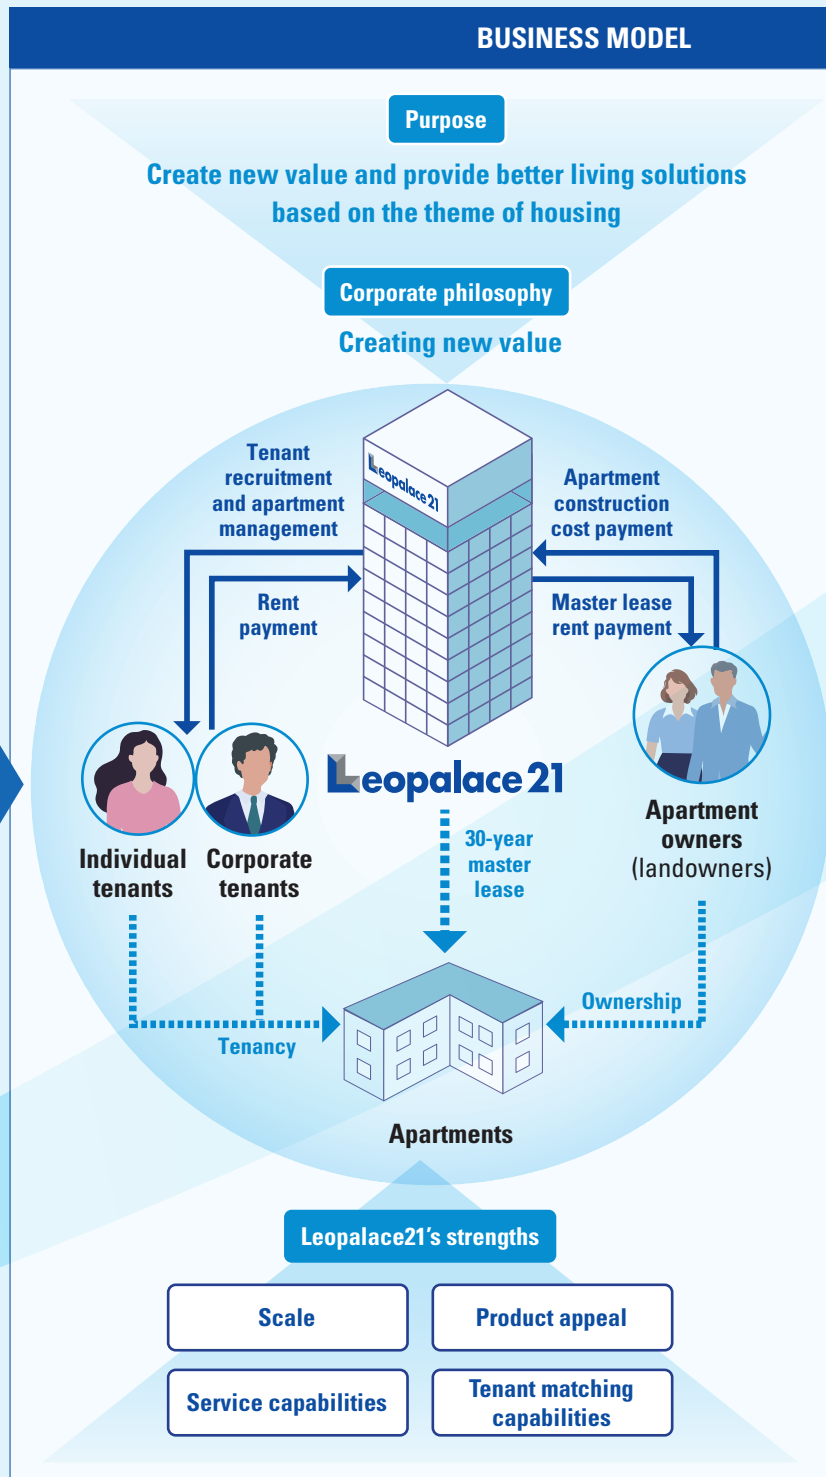 BUSINESS MODEL
Purpose
Create new value and provide better living solutions
based on the theme of housing
Corporate philosophy
Creating new value
Leopalace21
Tenant
recruitment
and apartment
management
Rent
payment
Apartment
construction
cost payment
Master lease
rent payment
Leopalace21
Individual
tenants
Corporate
tenants
30-year
master
lease
Apartment
owners
(landowners)
Tenancy
Ownership
Apartments
Leopalace21's strengths
Scale
Product appeal
Service capabilities
Tenant matching
capabilities